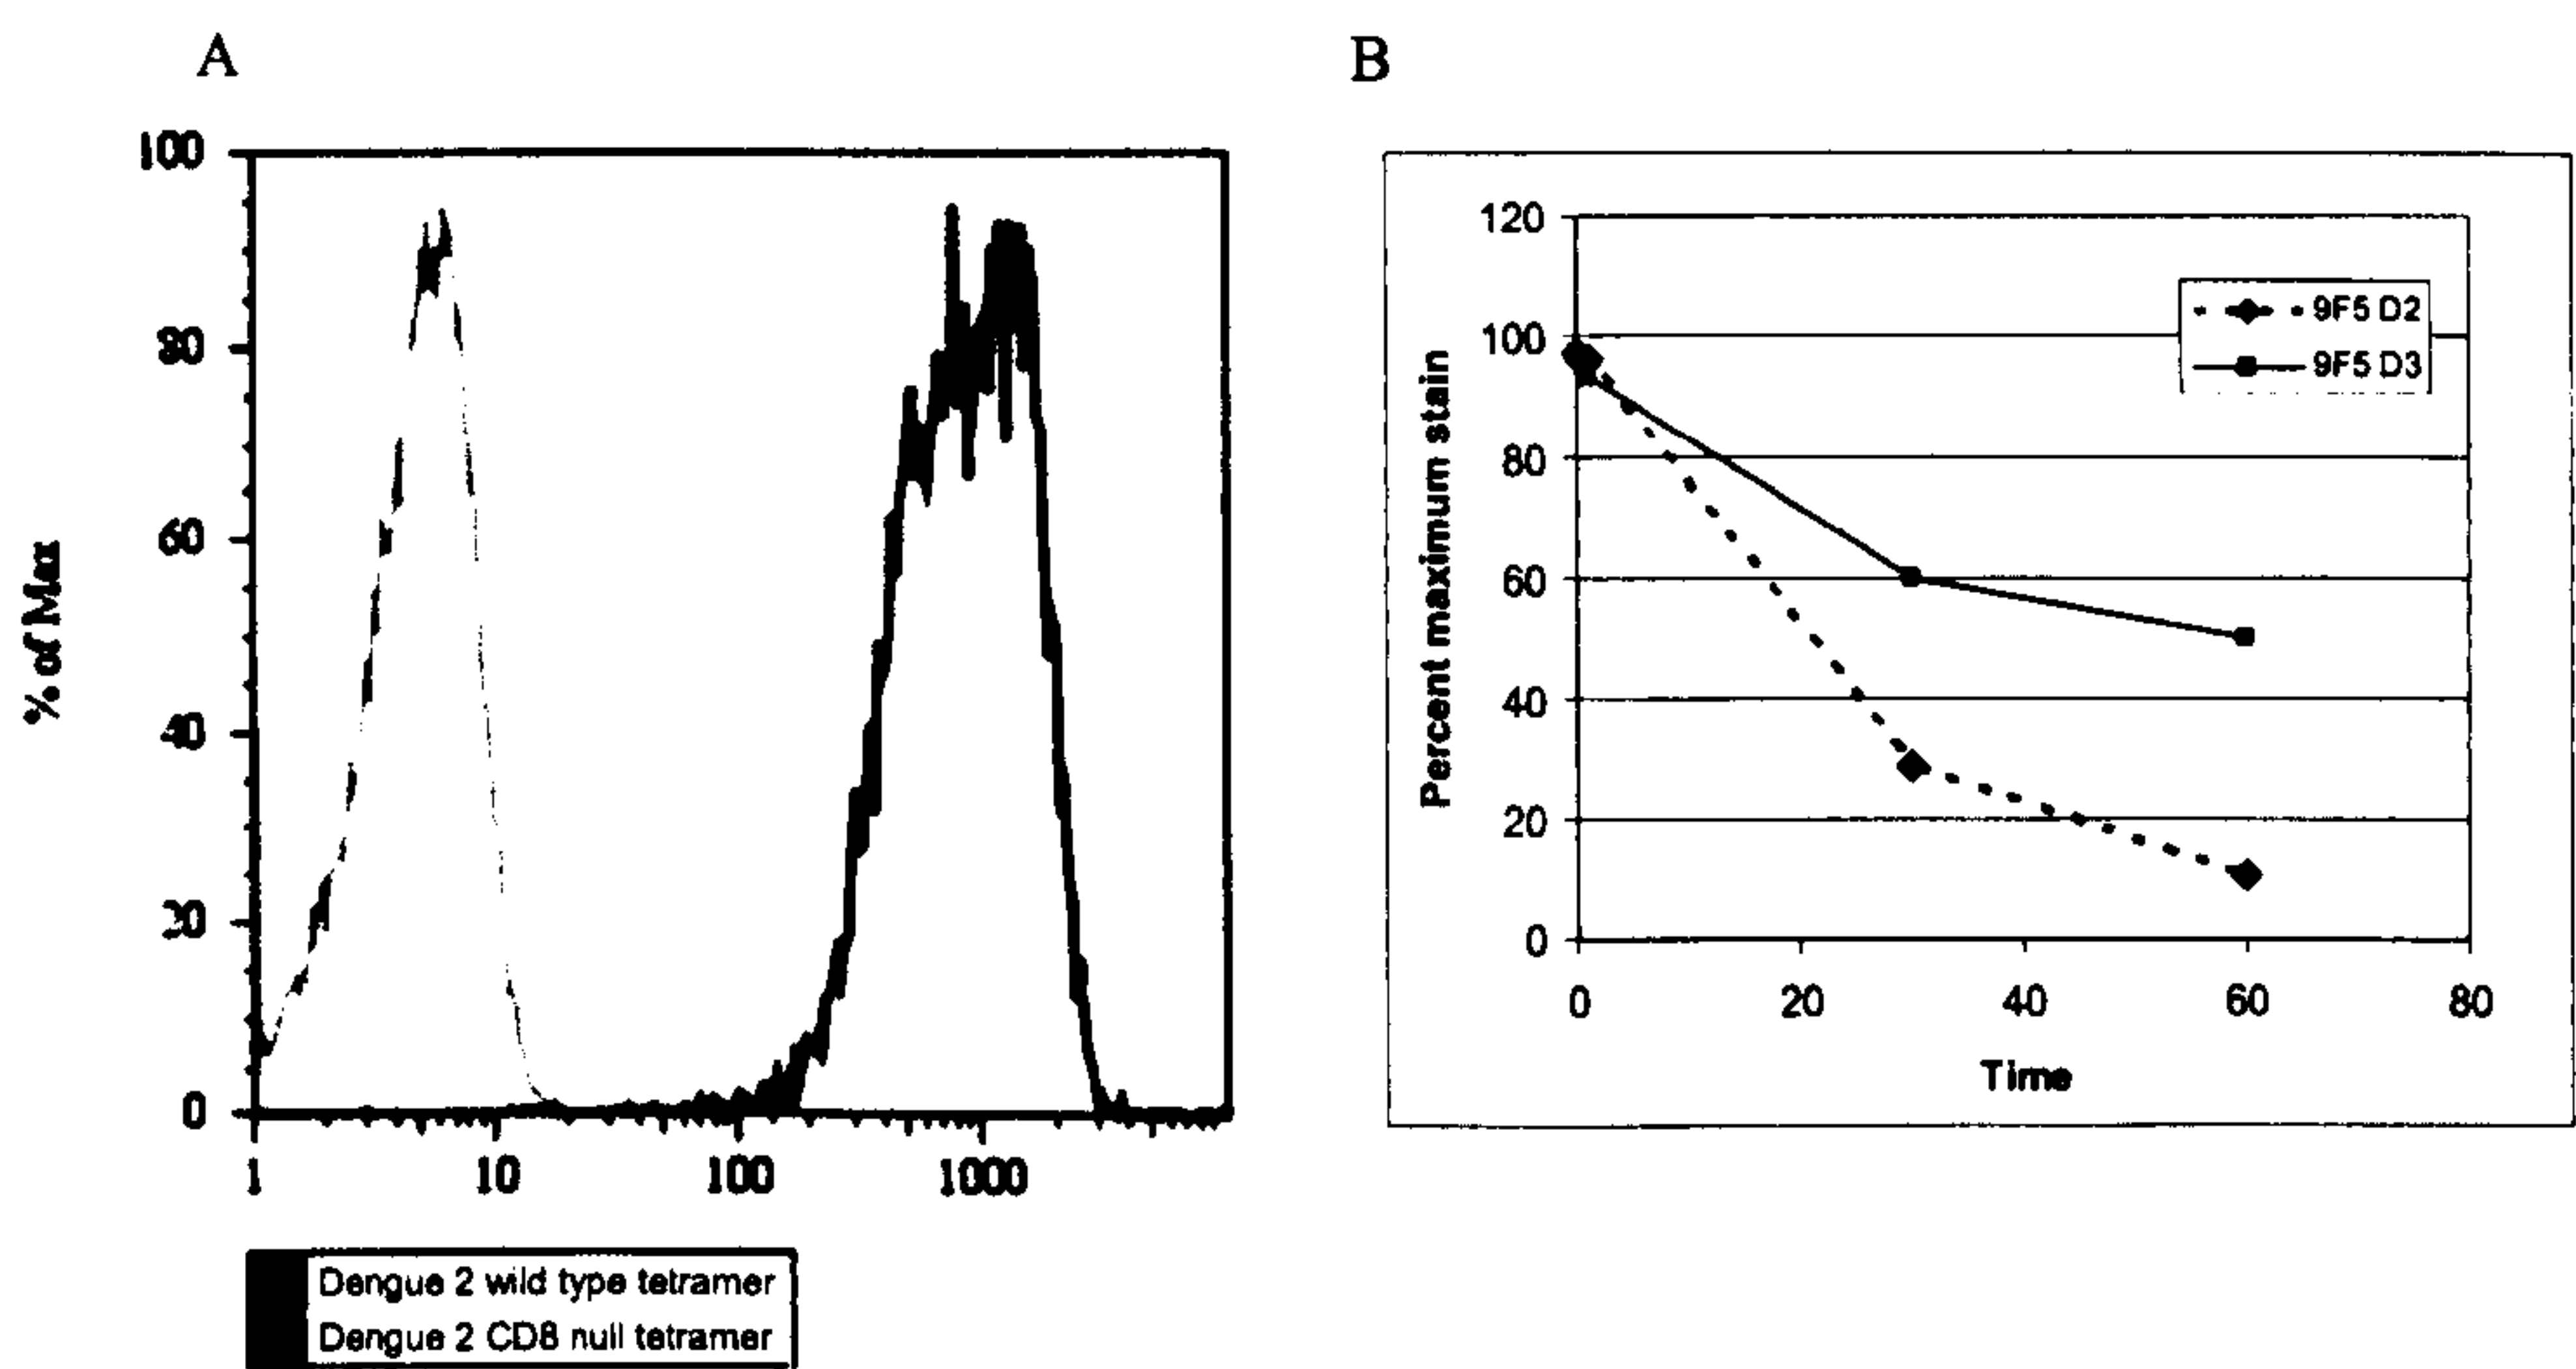 A
B
100
80
60
40
20
0
% of Max
1 10 100 1000
Dengue 2 wild type tetramer
Dengue 2 CD8 null tetramer
120
100
80
60
40
20
0
Percent maximum stain
9F5 D2
9F5 D3
0 20 40 60 80
Time